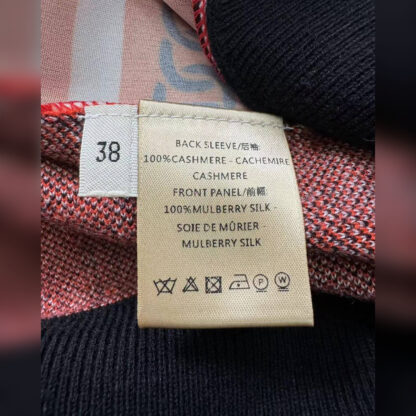 38
BACK SLEEVE/后袖:
100%CASHMERE - CACHEMIRE
CASHMERE
FRONT PANEL/前幅:
100%MULBERRY SILK -
SOIE DE MÛRIER -
MULBERRY SILK
P
W